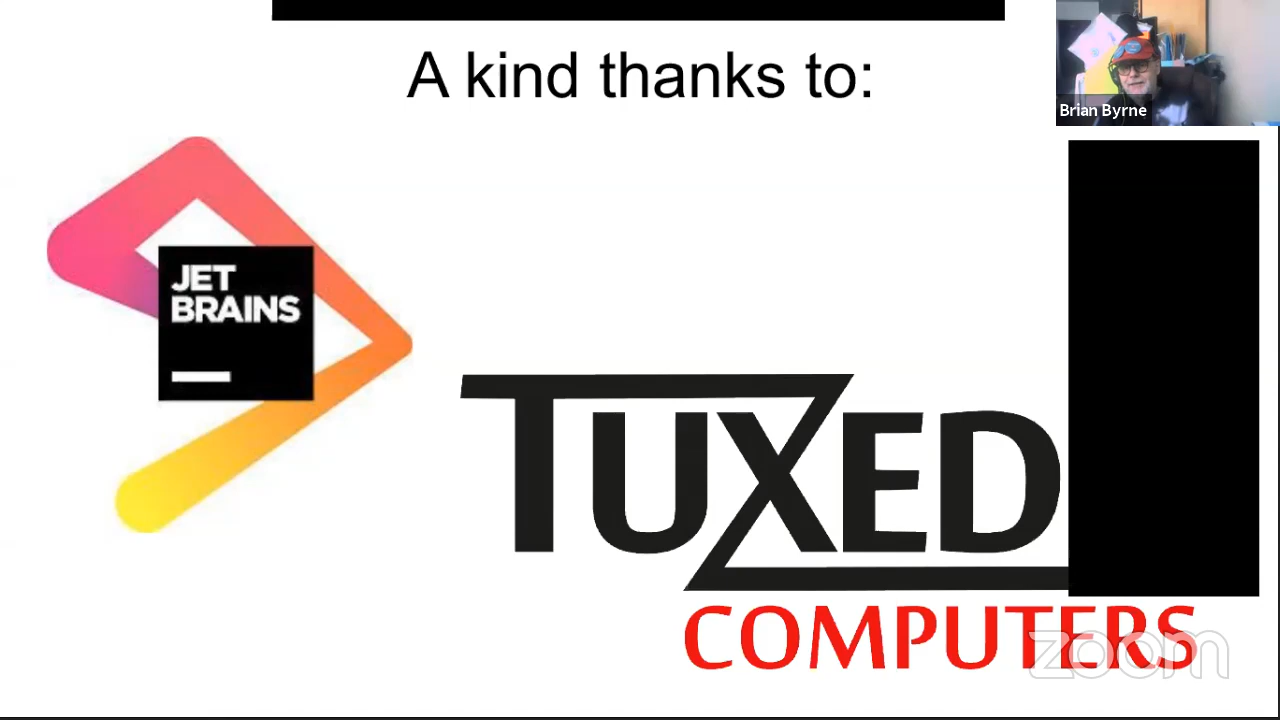 A kind thanks to:
Brian Byrne
JET
BRAINS
TUXED
COMPUTERS
zoom